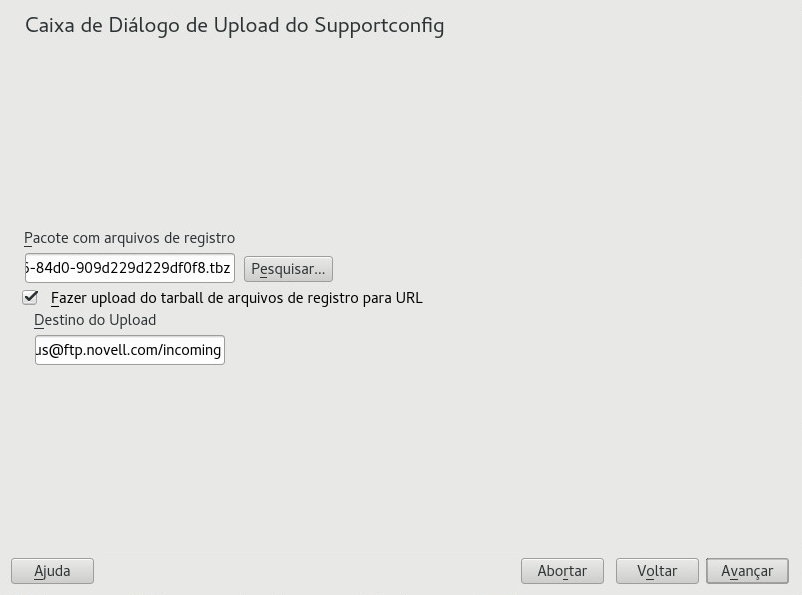 Caixa de Diálogo de Upload do Supportconfig
Pacote com arquivos de registro
-84d0-909d229d229df0f8.tbz
Pesquisar...
Fazer upload do tarball de arquivos de registro para URL
Destino do Upload
us@ftp.novell.com/incoming
Ajuda
Abortar
Voltar
Avançar